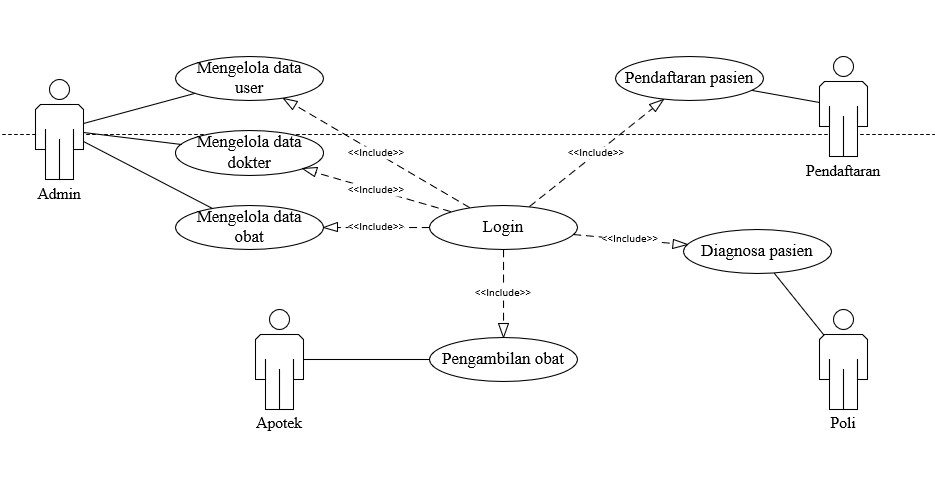 Mengelola data
user
Pendaftaran pasien
Mengelola data
dokter
<<Include>>
<<Include>>
Pendaftaran
Admin
<<Include>>
Mengelola data
obat
<<Include>>
Login
<<Include>>
Diagnosa pasien
<<Include>>
Pengambilan obat
Apotek
Poli